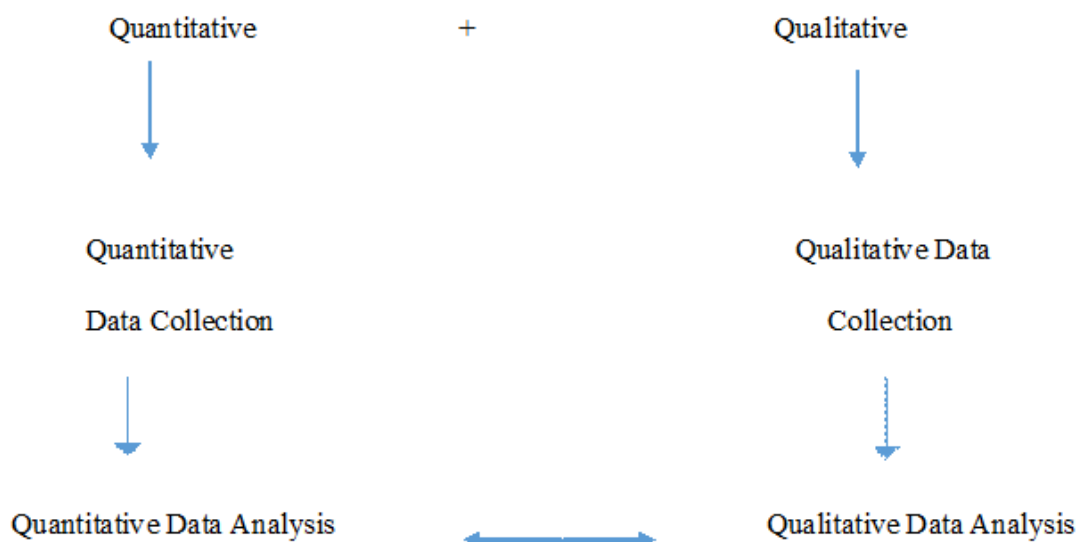 Quantitative + Qualitative
Quantitative Qualitative Data
Data Collection Collection
Quantitative Data Analysis Qualitative Data Analysis